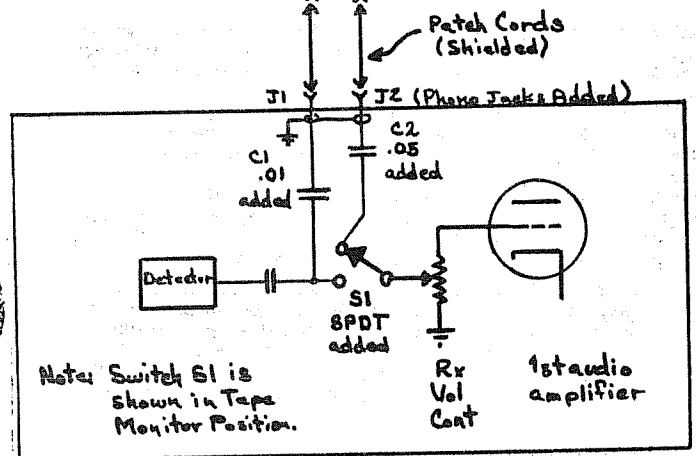 Patch Cords
(Shielded)
J1
J2 (Phono Jacks Added)
C1
.01
added
C2
.05
added
Detector
S1
SPDT
added
Note: Switch S1 is
shown in Tape
Monitor Position.
Rx
Vol
Cont
1st audio
amplifier